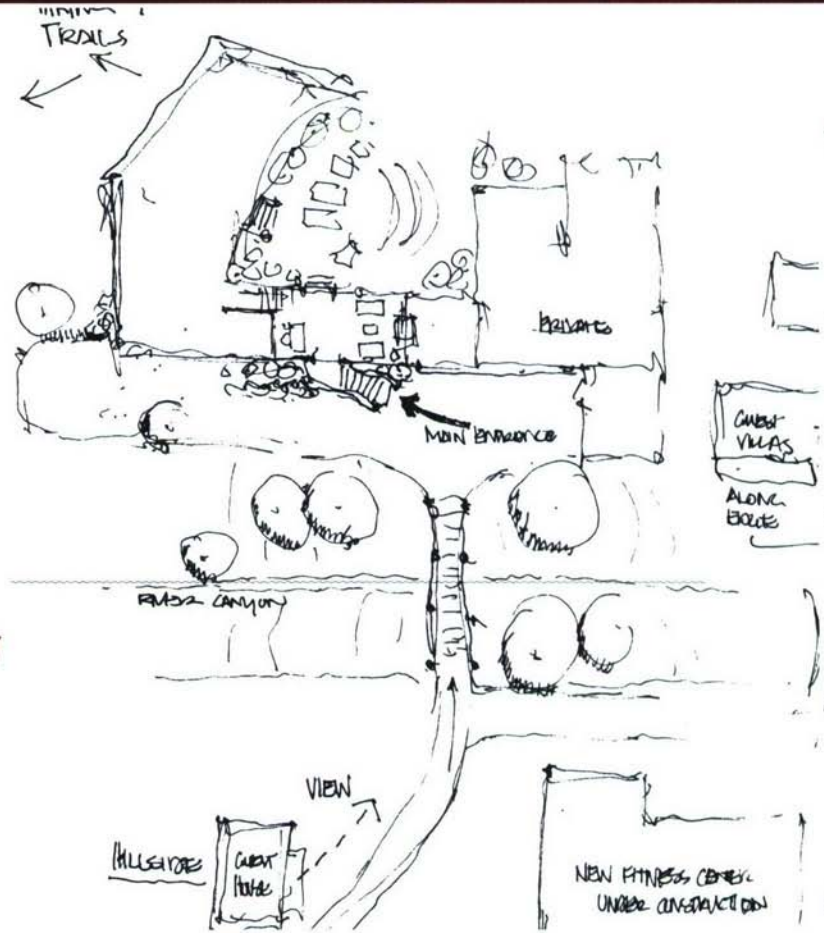 TRAILS
PRIVATE
MAIN ENTRANCE
GUEST
VILLAS
ALONG
RIVER CANYON
VIEW
HILLSIDE
GUEST
HOUSE
NEW FITNESS CENTER
UNDER CONSTRUCTION